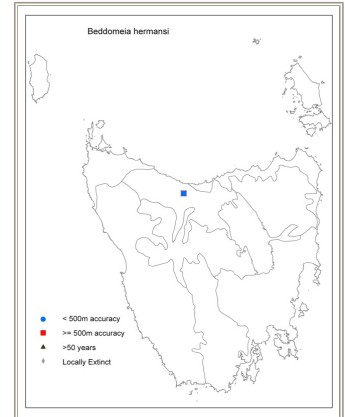 Beddomeia hermansi
< 500m accuracy
>= 500m accuracy
>50 years
Locally Extinct